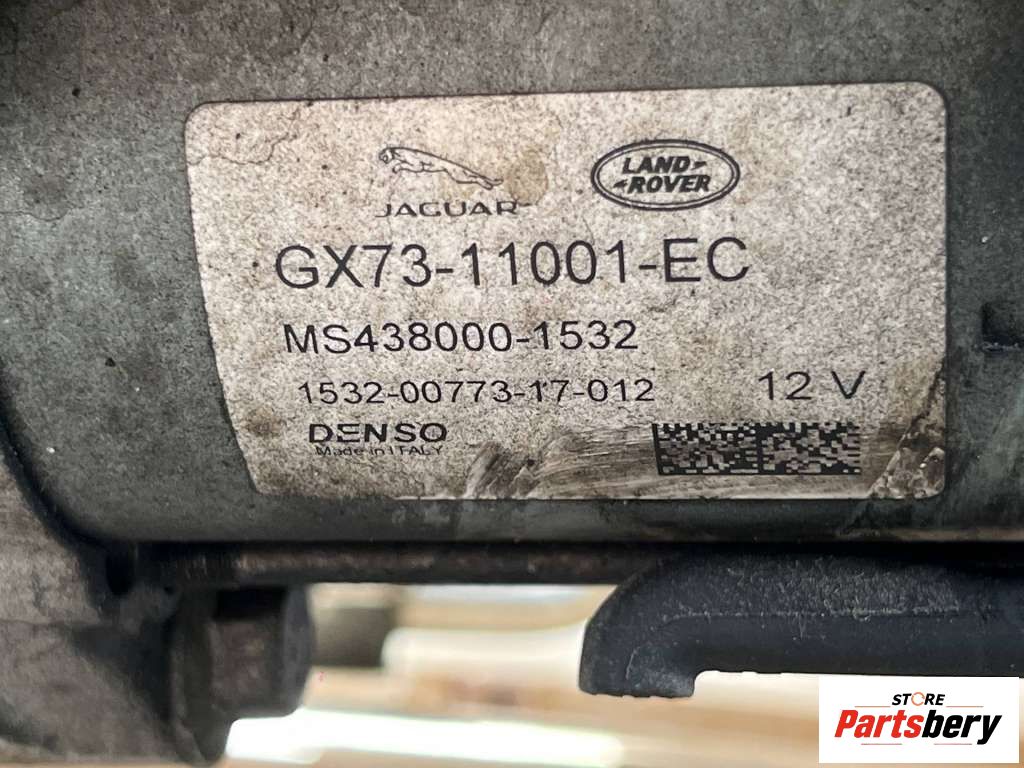 JAGUAR
LAND
ROVER
GX73-11001-EC
MS438000-1532
1532-00773-17-012 12 V
DENSO
Made in ITALY
STORE
Partsbery